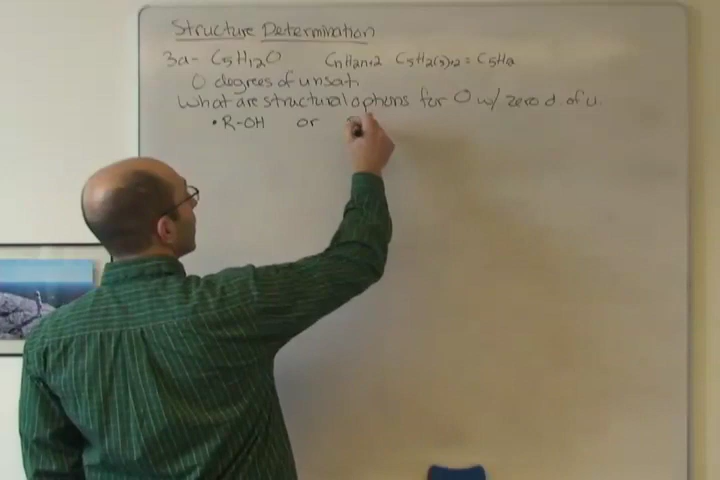 Structure Determination
3a- C5H12O CnH2n+2 C5H2(5)+2 = C5H12
O degrees of unsat.
What are structural options for O w/ zero d. of u.
• R-OH or